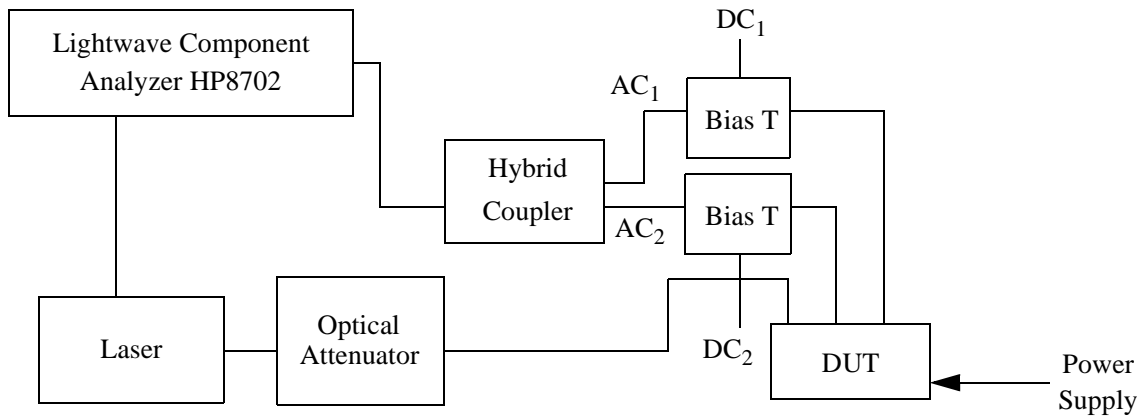 Lightwave Component
Analyzer HP8702
DC1
AC1
Bias T
Hybrid
Coupler
AC2
Bias T
DC2
Laser
Optical
Attenuator
DUT
Power
Supply